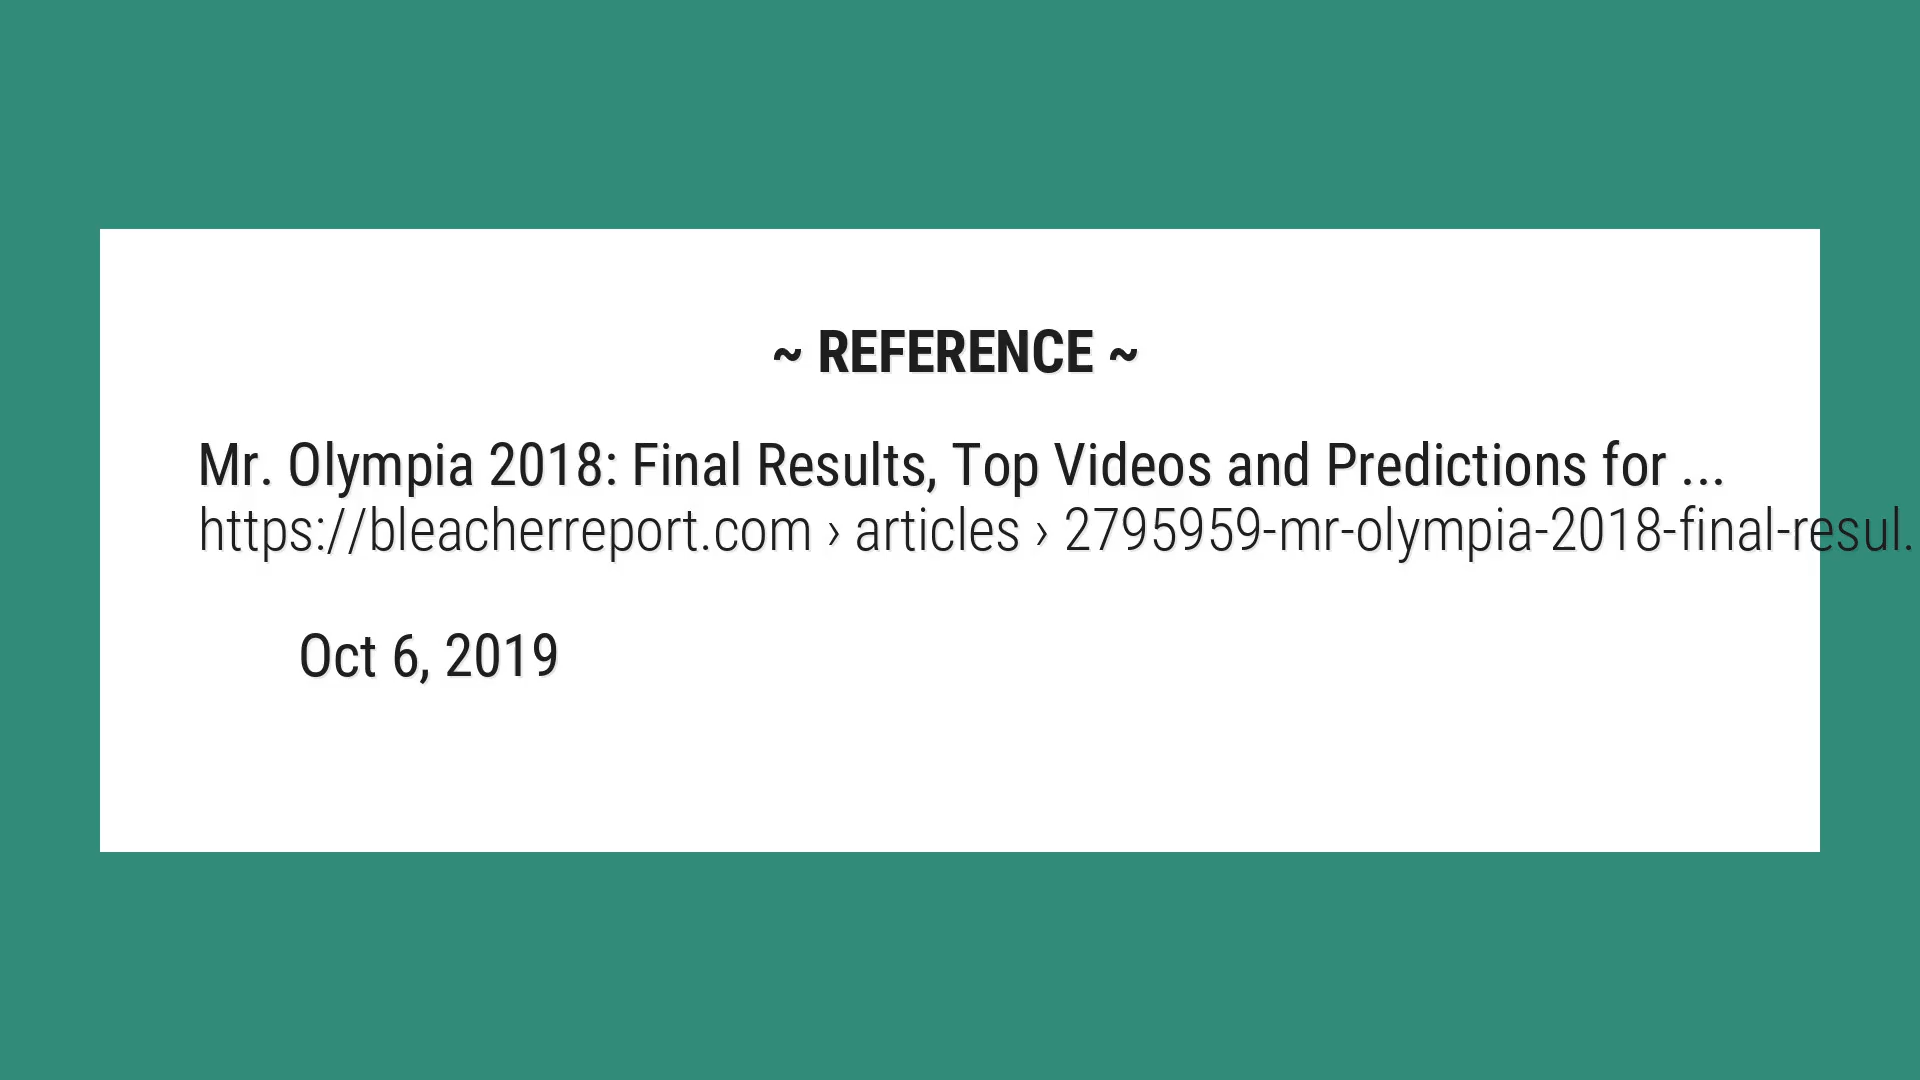 ~ REFERENCE ~
Mr. Olympia 2018: Final Results, Top Videos and Predictions for ...
https://bleacherreport.com › articles › 2795959-mr-olympia-2018-final-resul.
Oct 6, 2019